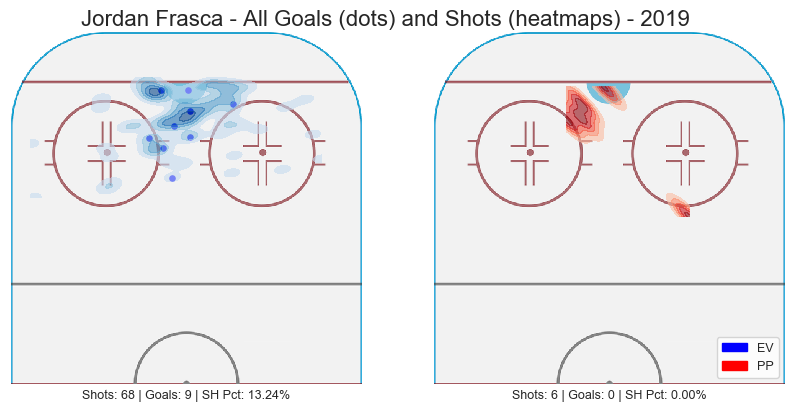 Jordan Frasca - All Goals (dots) and Shots (heatmaps) - 2019
EV
PP
Shots: 68 | Goals: 9 | SH Pct: 13.24%
Shots: 6 | Goals: 0 | SH Pct: 0.00%